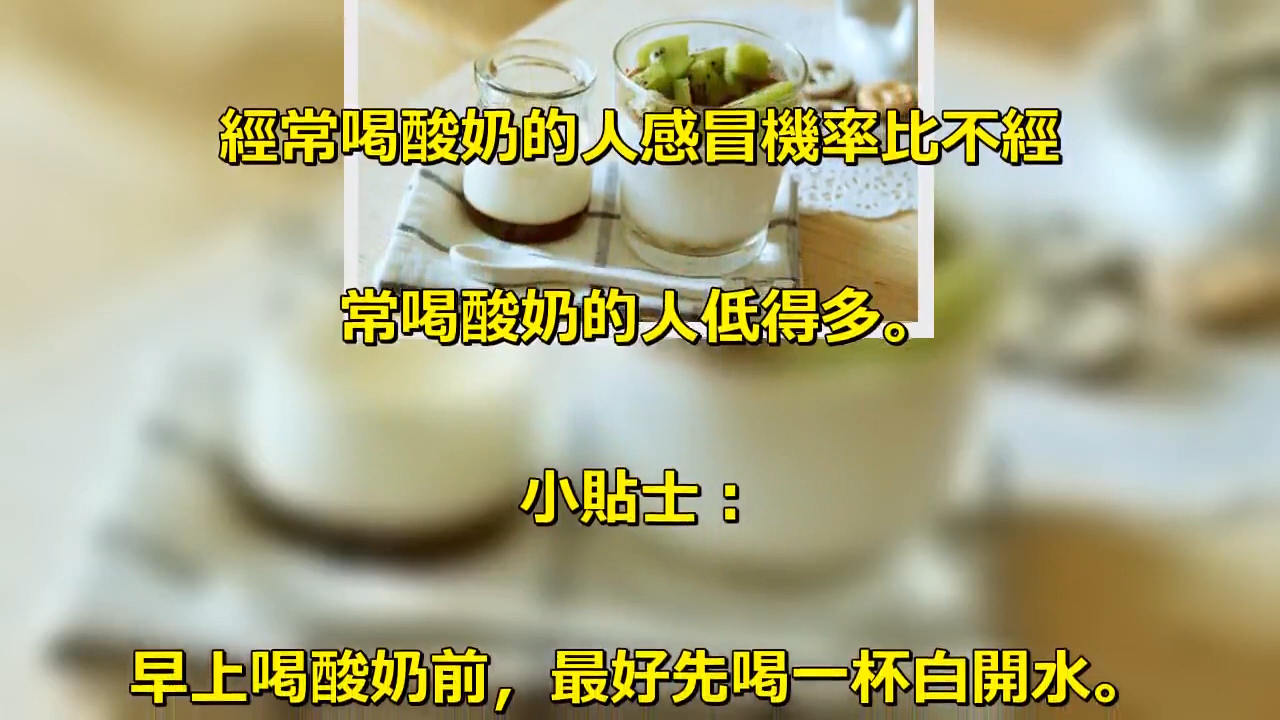 經常喝酸奶的人感冒機率比不經
常喝酸奶的人低得多。
小貼士：
早上喝酸奶前，最好先喝一杯白開水。